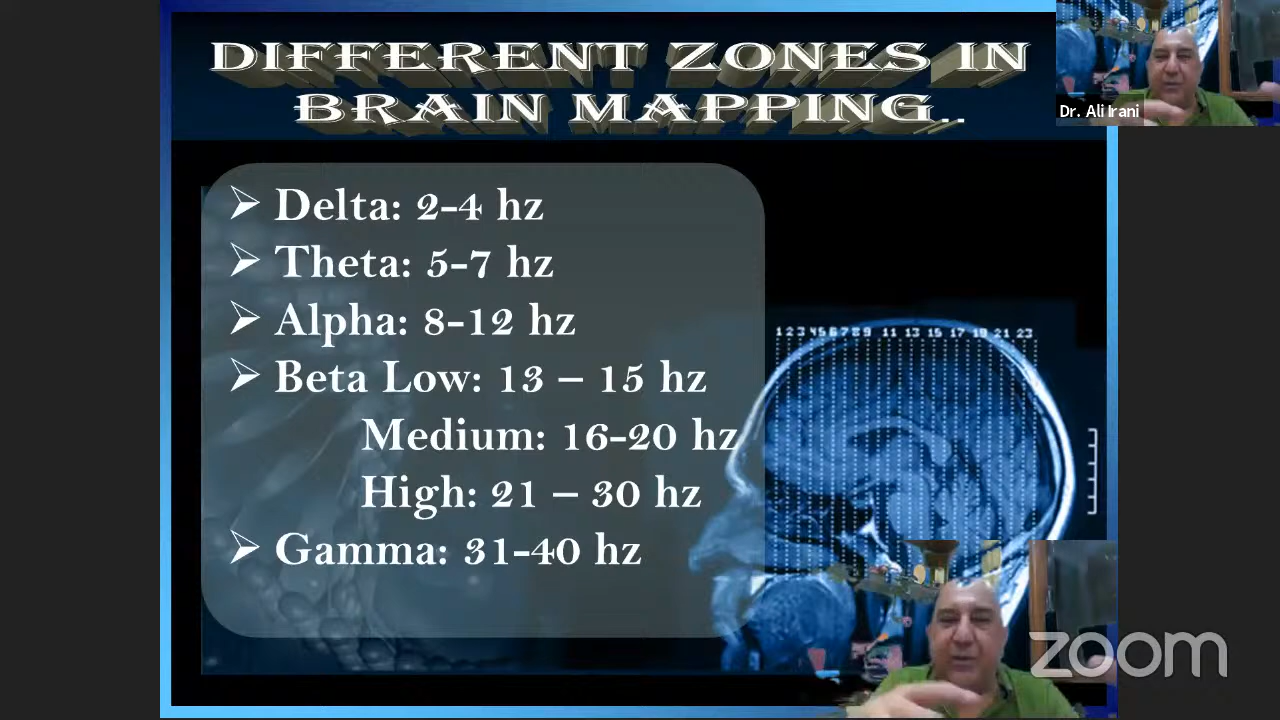 DIFFERENT ZONES IN
BRAIN MAPPING..
Dr. Ali Irani
➢ Delta: 2-4 hz
➢ Theta: 5-7 hz
➢ Alpha: 8-12 hz
➢ Beta Low: 13 – 15 hz
Medium: 16-20 hz
High: 21 – 30 hz
➢ Gamma: 31-40 hz
1 2 3 4 5 6 7 8 9 11 13 15 17 19 21 23
zoom